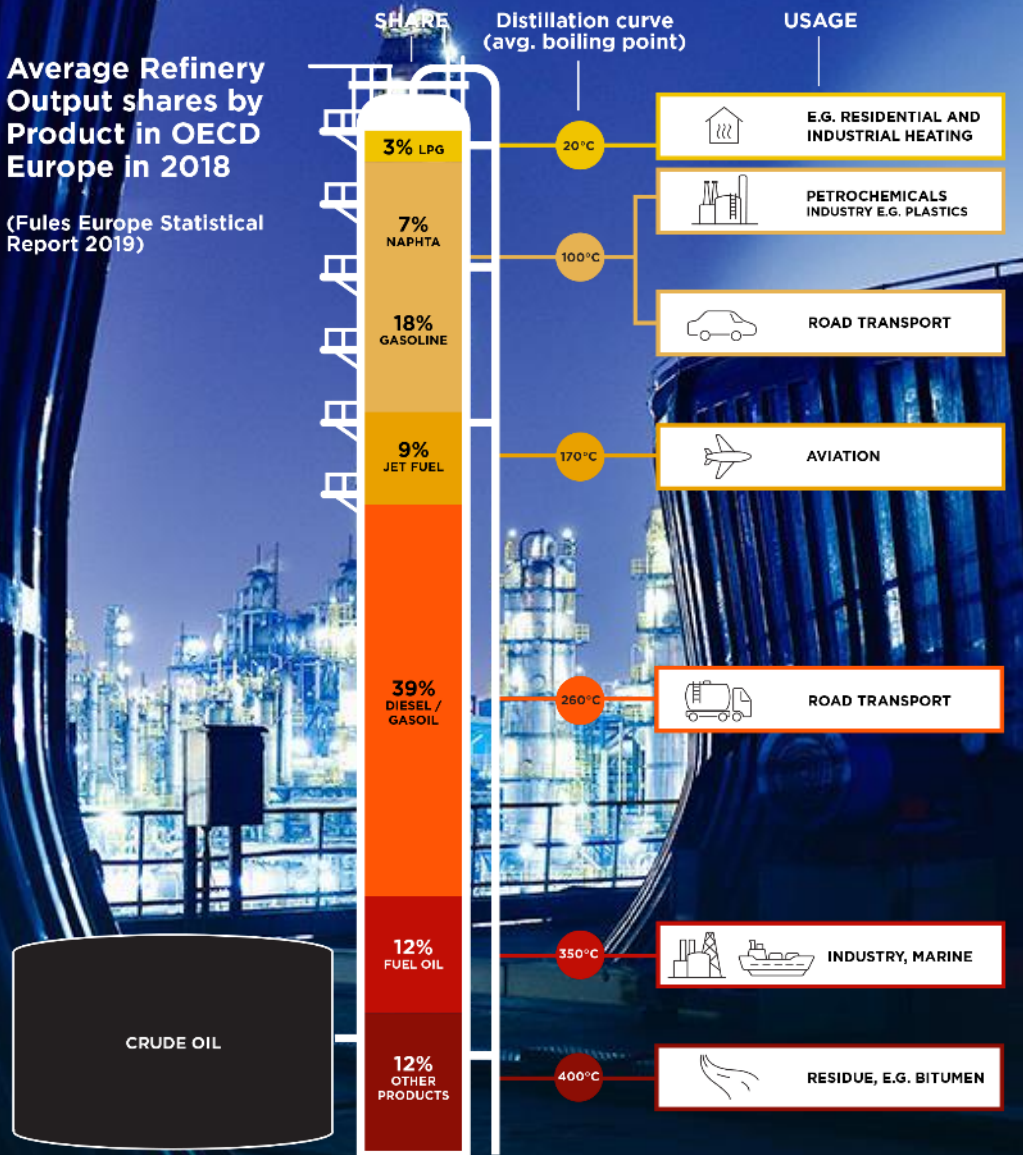 SHARE
Distillation curve
(avg. boiling point)
USAGE
Average Refinery
Output shares by
Product in OECD
Europe in 2018
(Fules Europe Statistical
Report 2019)
3% LPG
20°C
E.G. RESIDENTIAL AND
INDUSTRIAL HEATING
7%
NAPHTA
100°C
PETROCHEMICALS
INDUSTRY E.G. PLASTICS
18%
GASOLINE
ROAD TRANSPORT
9%
JET FUEL
170°C
AVIATION
39%
DIESEL /
GASOIL
260°C
ROAD TRANSPORT
12%
FUEL OIL
350°C
INDUSTRY, MARINE
CRUDE OIL
12%
OTHER
PRODUCTS
400°C
RESIDUE, E.G. BITUMEN